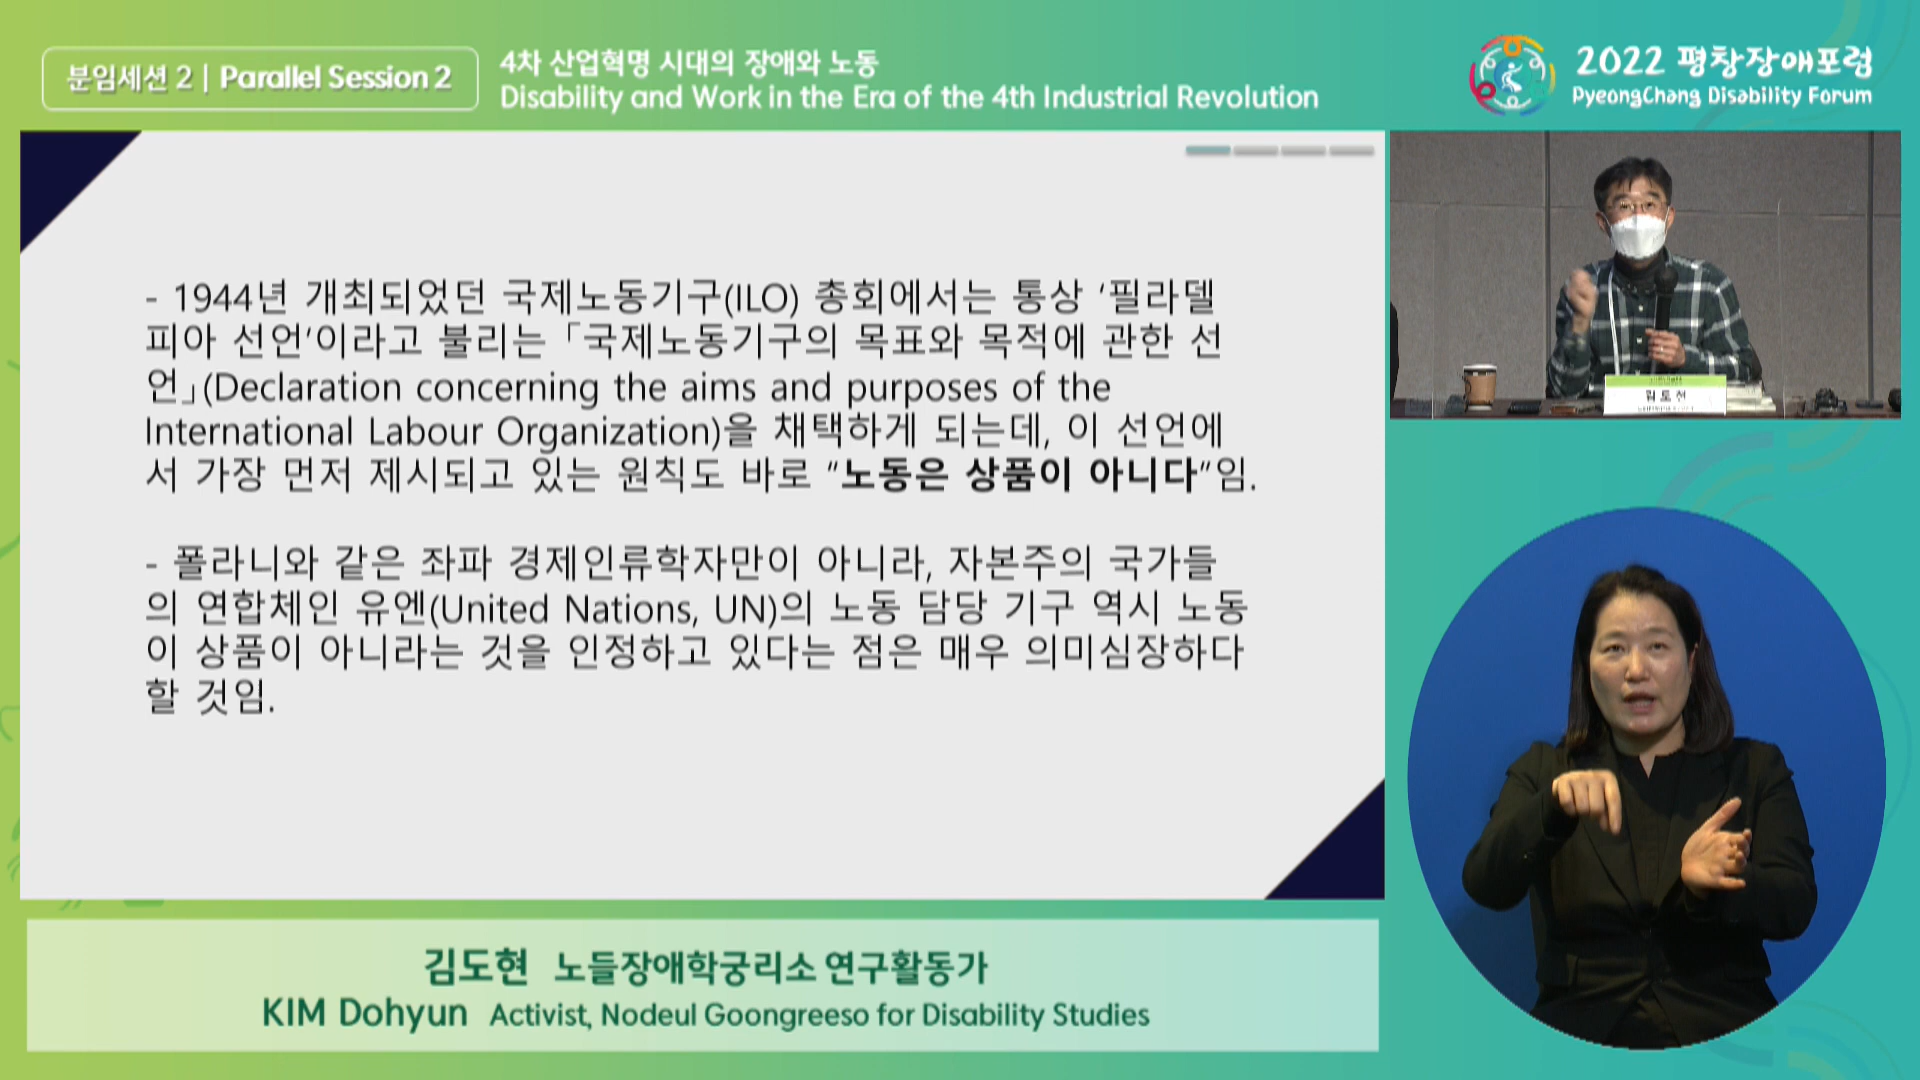 분임세션 2 | Parallel Session 2
4차 산업혁명 시대의 장애와 노동
Disability and Work in the Era of the 4th Industrial Revolution
2022 평창장애포럼
PyeongChang Disability Forum
- 1944년 개최되었던 국제노동기구(ILO) 총회에서는 통상 ‘필라델
피아 선언’이라고 불리는 「국제노동기구의 목표와 목적에 관한 선
언」(Declaration concerning the aims and purposes of the
International Labour Organization)을 채택하게 되는데, 이 선언에
서 가장 먼저 제시되고 있는 원칙도 바로 “노동은 상품이 아니다”임.
- 폴라니와 같은 좌파 경제인류학자만이 아니라, 자본주의 국가들
의 연합체인 유엔(United Nations, UN)의 노동 담당 기구 역시 노동
이 상품이 아니라는 것을 인정하고 있다는 점은 매우 의미심장하다
할 것임.
김도현
김도현 노들장애학궁리소 연구활동가
KIM Dohyun Activist, Nodeul Goongreeso for Disability Studies